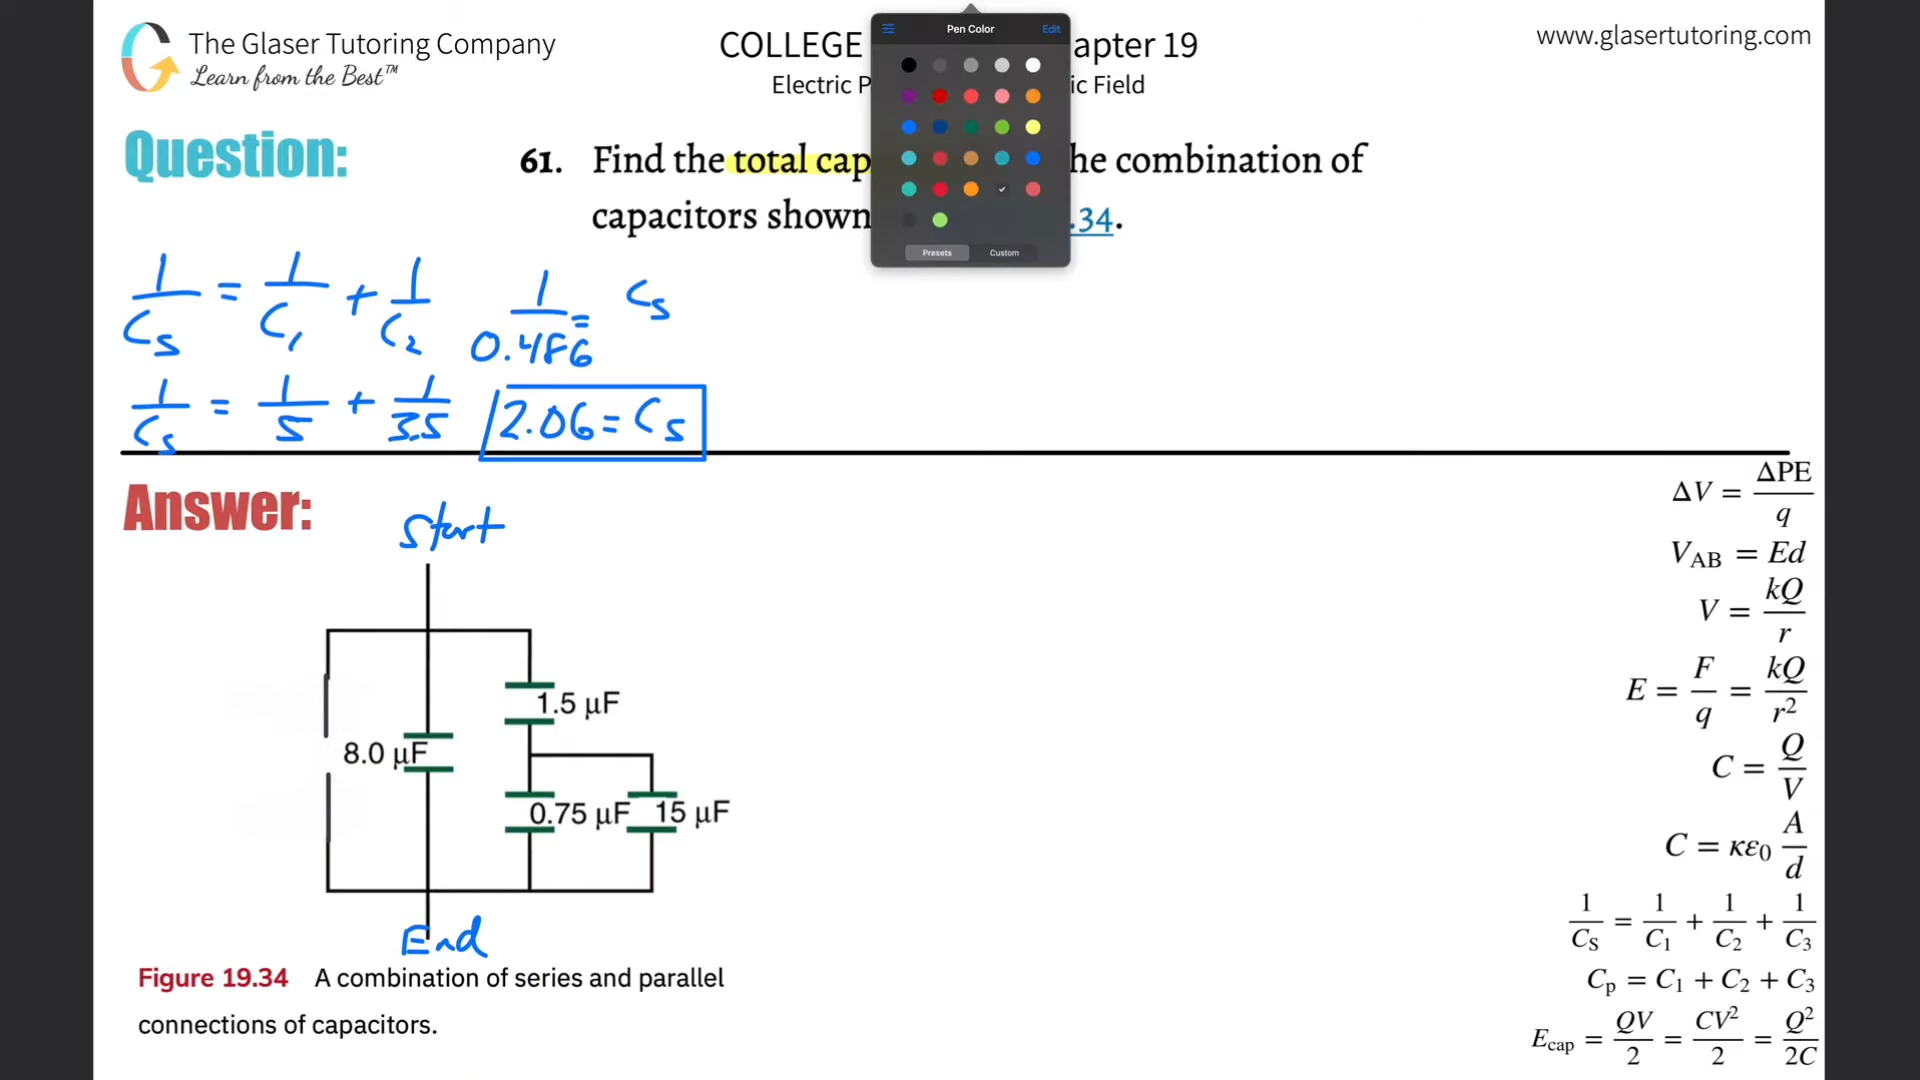 The Glaser Tutoring Company
Learn from the Best™
COLLEGE
apter 19
Electric P
ic Field
www.glasertutoring.com
Pen Color
Edit
Presets
Custom
Question:
61. Find the total cap
he combination of
capacitors shown
.34.
1/Cs = 1/C1 + 1/C2
1/0.486 = Cs
1/Cs = 1/5 + 1/3.5
2.06 = Cs
Answer:
Start
1.5 µF
8.0 µF
0.75 µF
15 µF
End
Figure 19.34 A combination of series and parallel
connections of capacitors.
ΔV = ΔPE/q
V_AB = Ed
V = kQ/r
E = F/q = kQ/r²
C = Q/V
C = κε₀ A/d
1/C_S = 1/C₁ + 1/C₂ + 1/C₃
C_p = C₁ + C₂ + C₃
E_cap = QV/2 = CV²/2 = Q²/2C